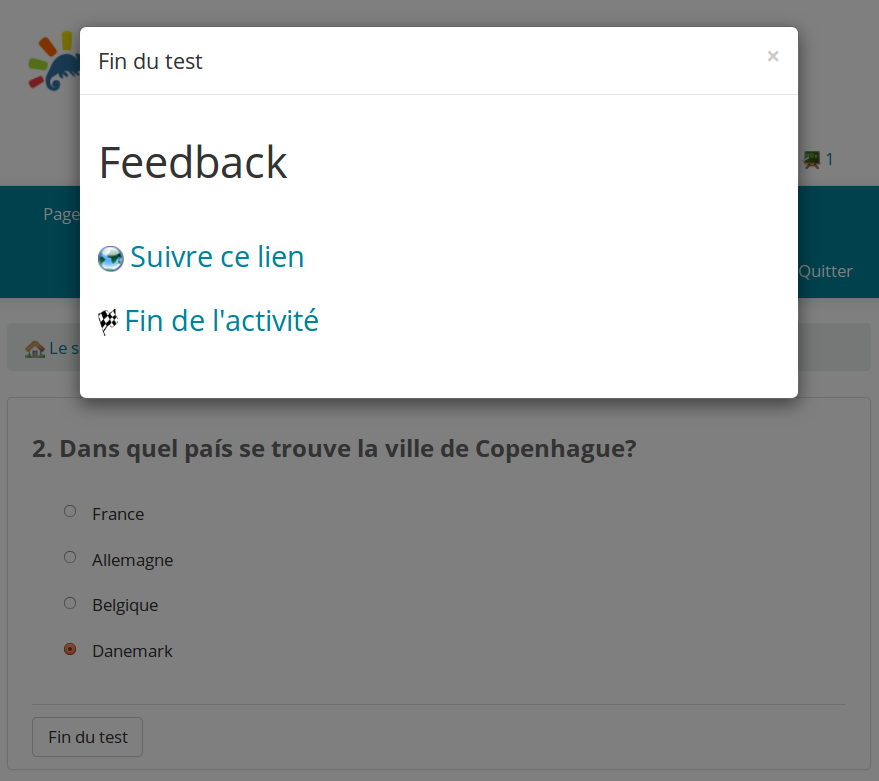 Fin du test
×
Feedback
1
Page
Suivre ce lien
Quitter
Fin de l'activité
Le s
2. Dans quel país se trouve la ville de Copenhague?
France
Allemagne
Belgique
Danemark
Fin du test